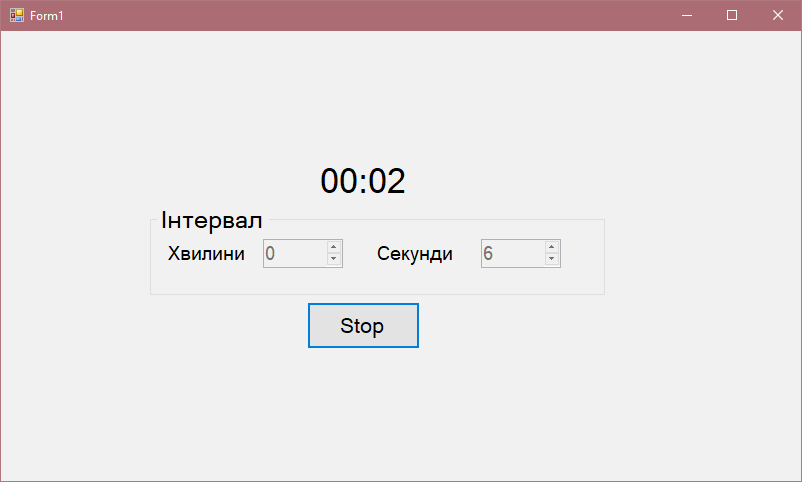 Form1
00:02
Інтервал
Хвилини 0 Секунди 6
Stop